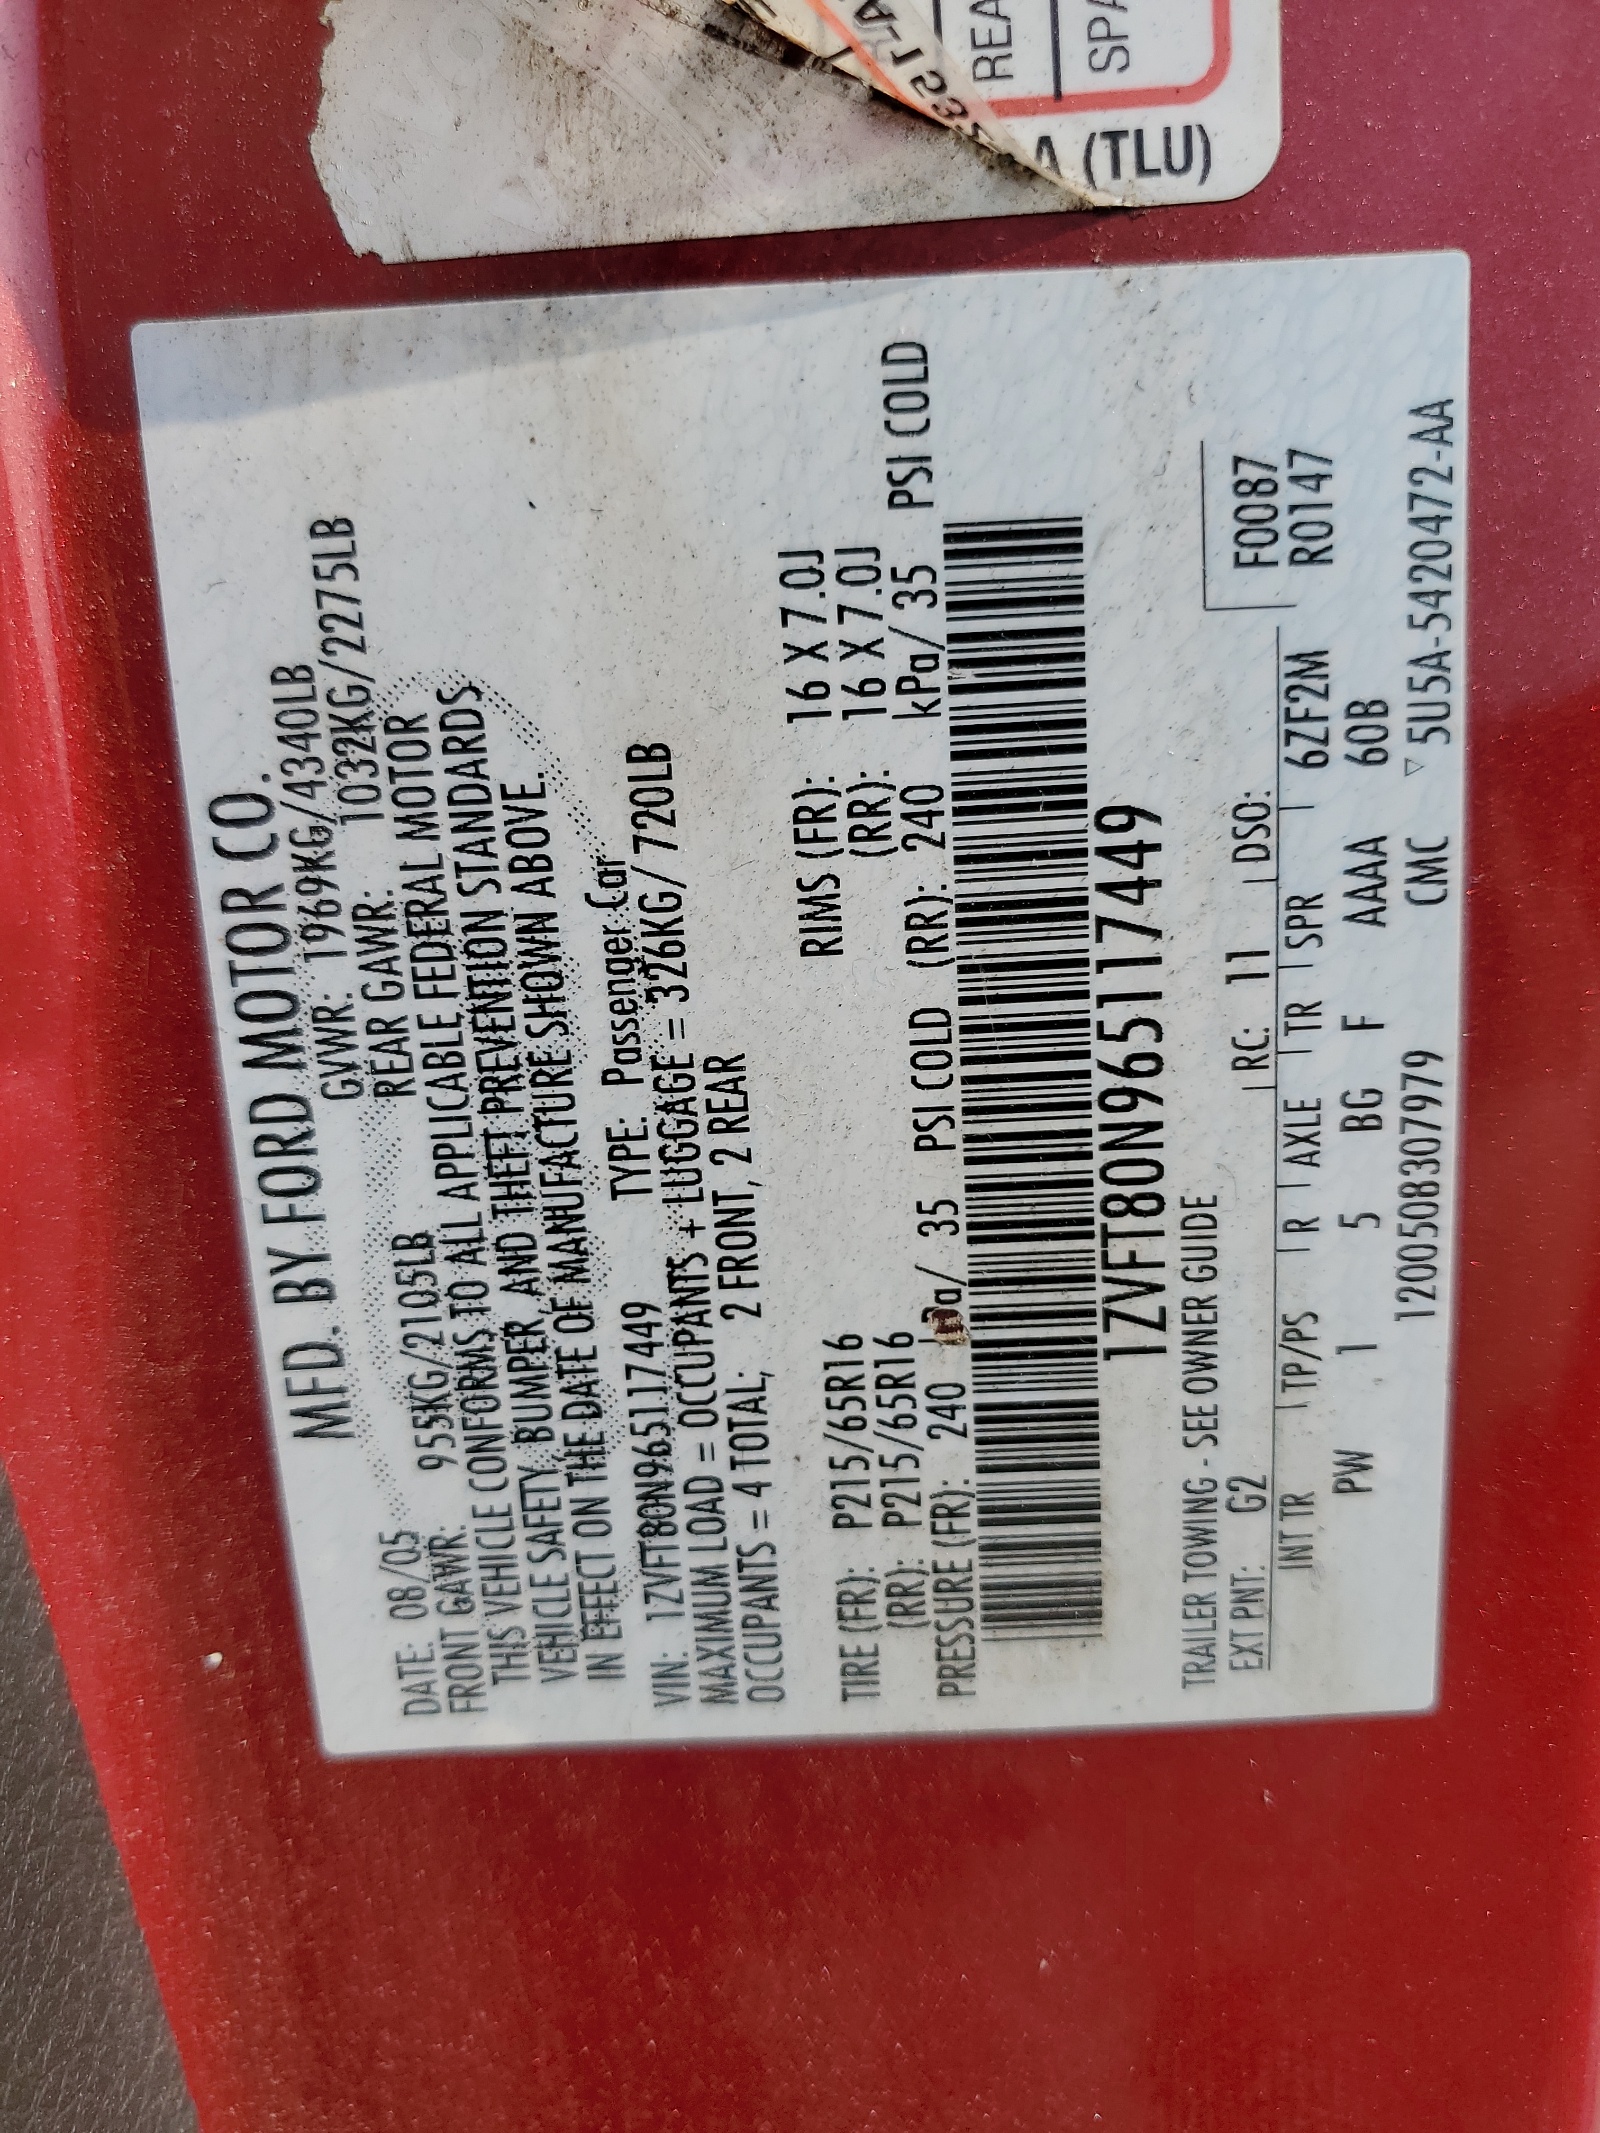 MFD. BY FORD MOTOR CO.
DATE: 08/05 GVWR: 1969KG/4340LB
FRONT GAWR: 955KG/2105LB REAR GAWR: 1032KG/2275LB
THIS VEHICLE CONFORMS TO ALL APPLICABLE FEDERAL MOTOR
VEHICLE SAFETY, BUMPER, AND THEFT PREVENTION STANDARDS
IN EFFECT ON THE DATE OF MANUFACTURE SHOWN ABOVE.
VIN: 1ZVFT80N965117449 TYPE: Passenger Car
MAXIMUM LOAD = OCCUPANTS + LUGGAGE = 326KG/720LB
OCCUPANTS = 4 TOTAL; 2 FRONT, 2 REAR
TIRE (FR): P215/65R16 RIMS (FR): 16 X 7.0J
(RR): P215/65R16 (RR): 16 X 7.0J
PRESSURE (FR): 240 / 35 PSI COLD (RR): 240 kPa/ 35 PSI COLD
1ZVFT80N965117449
TRAILER TOWING - SEE OWNER GUIDE
EXT PNT: G2 RC: 11 DSO: F0087
R0147
INT TR TP/PS R AXLE TR SPR 6ZF2M
PW 1 5 BG F AAAA 60B
1200508307979 CMC ▽ 5U5A-5420472-AA
REA
SPA
(TLU)